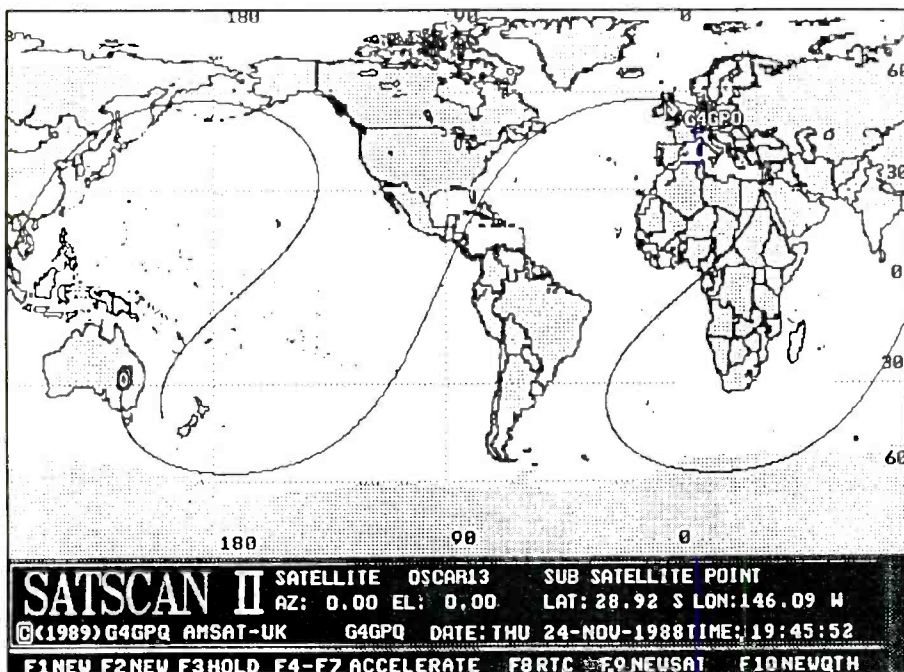 180 90 0
60
G4GPQ
30
0
30
60
180 90 0
SATSCAN II
SATELLITE OSCAR13 SUB SATELLITE POINT
AZ: 0.00 EL: 0.00 LAT: 28.92 S LON:146.09 W
©(1989) G4GPQ AMSAT-UK G4GPQ DATE: THU 24-NOV-1988TIME: 19:45:52
F1NEW F2NEW F3HOLD F4-F7 ACCELERATE F8RTC F9NEWSAT F10NEWQTH